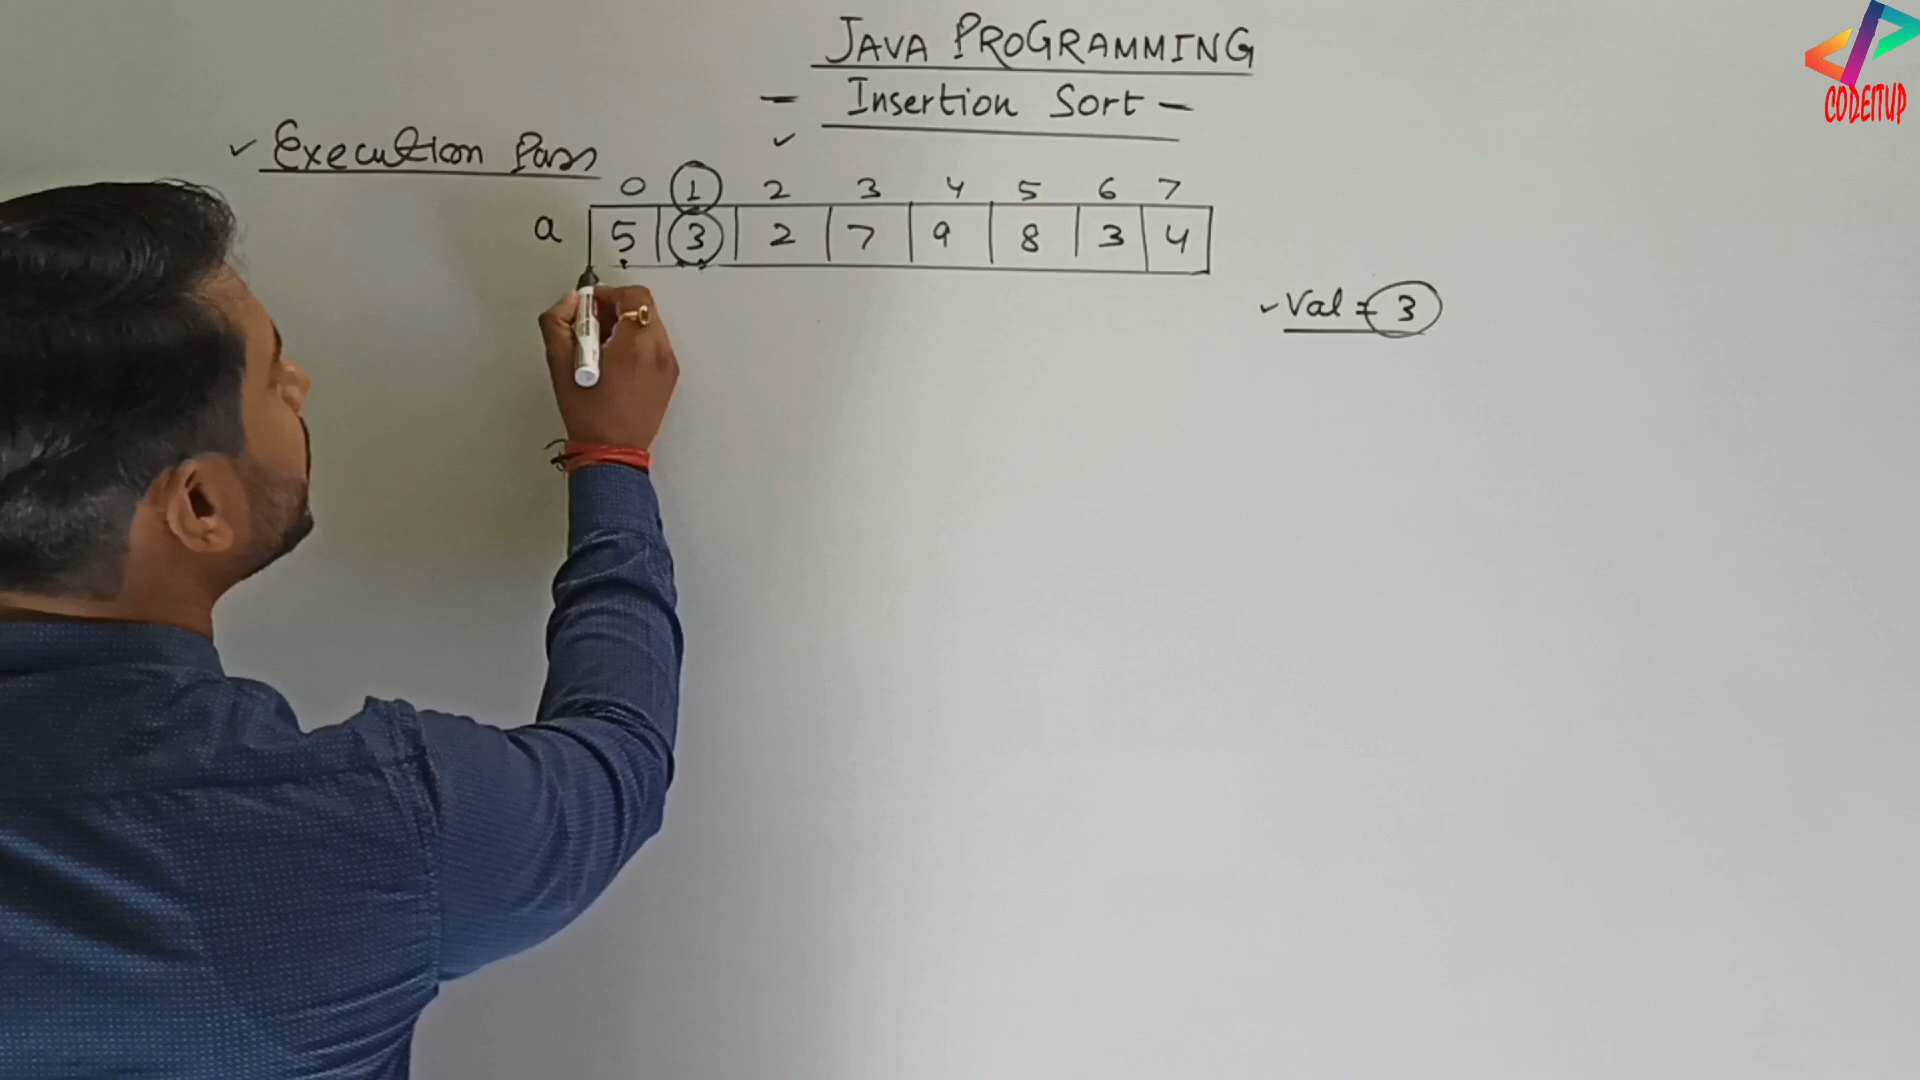 JAVA PROGRAMMING
- Insertion Sort -
✓ Execution Pass
0 1 2 3 4 5 6 7
a 5 3 2 7 9 8 3 4
✓ Val = 3
CODEITUP